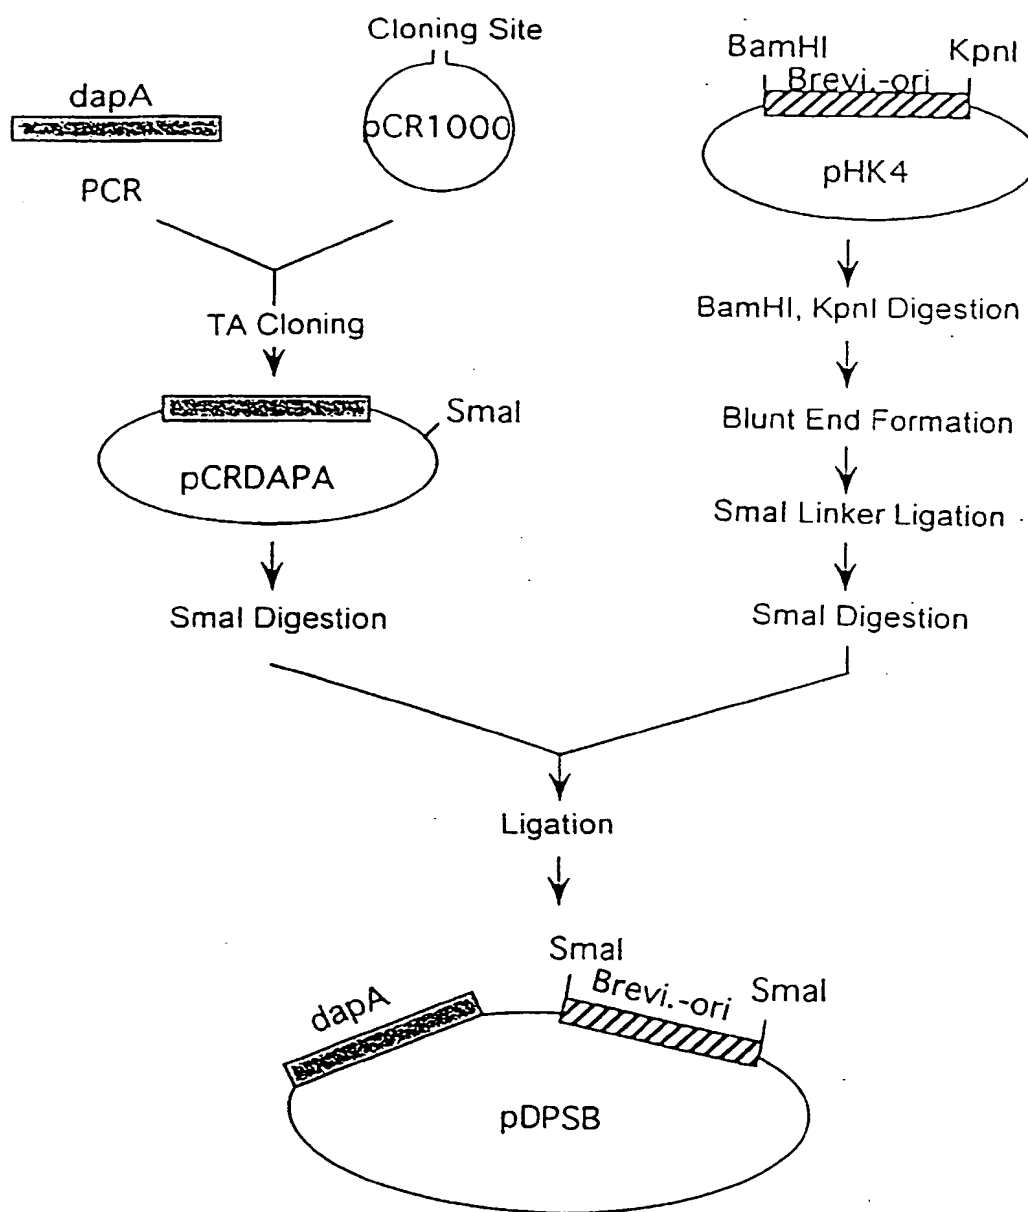 Cloning Site
dapA
pCR1000
PCR
TA Cloning
SmaI
pCRDAPA
SmaI Digestion
BamHI
KpnI
Brevi.-ori
pHK4
BamHI, KpnI Digestion
Blunt End Formation
SmaI Linker Ligation
SmaI Digestion
Ligation
SmaI
dapA
Brevi.-ori
SmaI
pDPSB